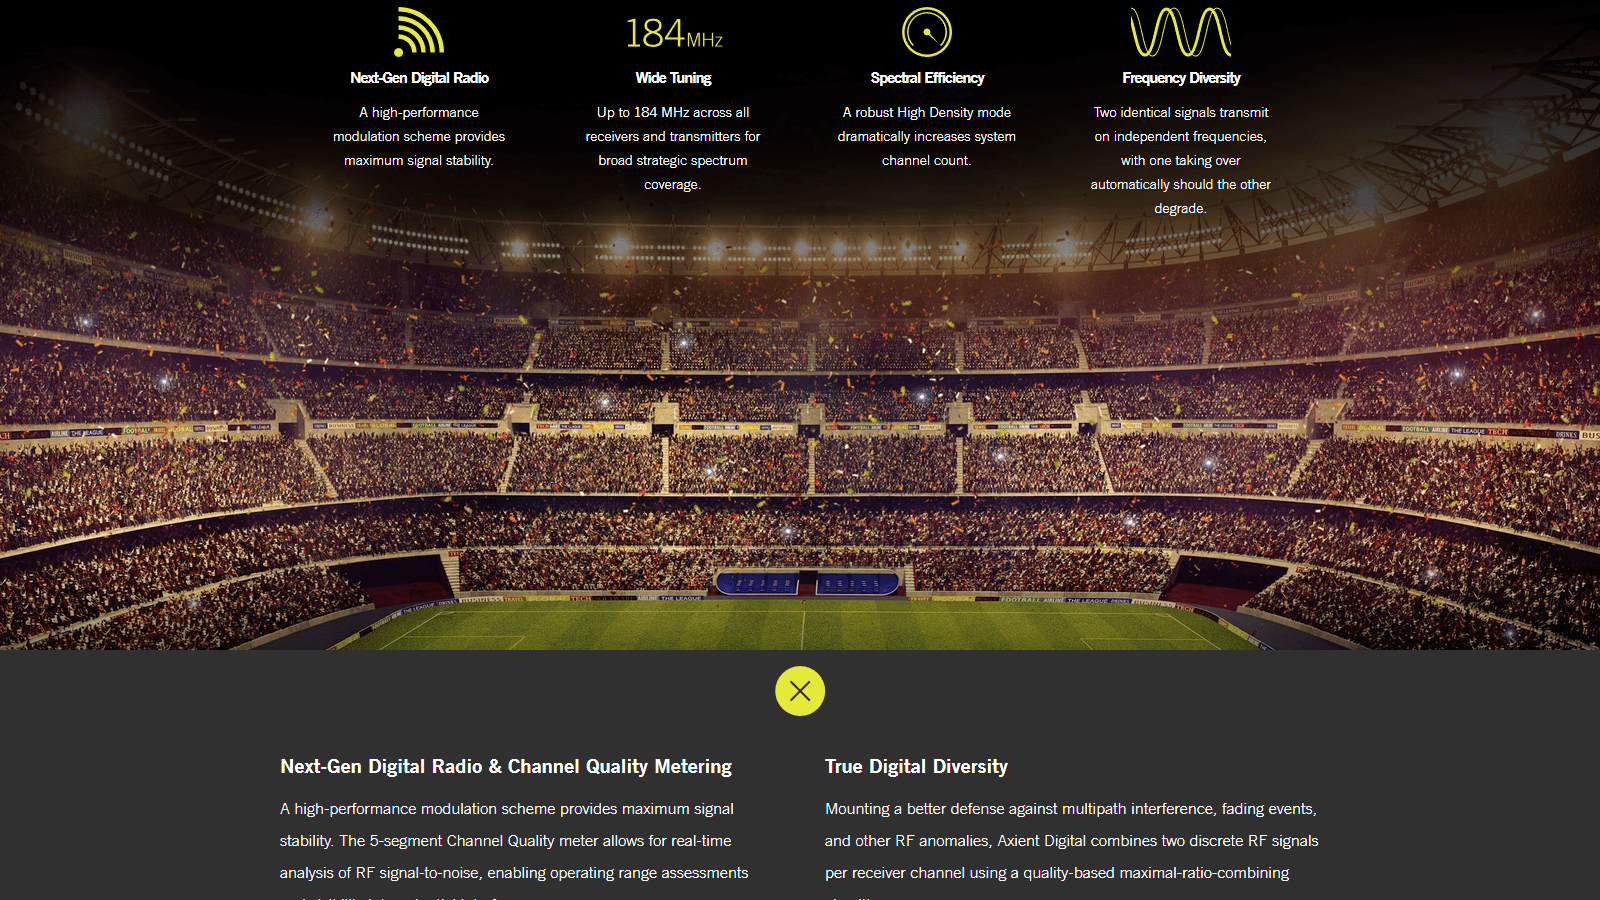 184 MHz
Next-Gen Digital Radio
A high-performance
modulation scheme provides
maximum signal stability.
Wide Tuning
Up to 184 MHz across all
receivers and transmitters for
broad strategic spectrum
coverage.
Spectral Efficiency
A robust High Density mode
dramatically increases system
channel count.
Frequency Diversity
Two identical signals transmit
on independent frequencies,
with one taking over
automatically should the other
degrade.
Next-Gen Digital Radio & Channel Quality Metering
A high-performance modulation scheme provides maximum signal
stability. The 5-segment Channel Quality meter allows for real-time
analysis of RF signal-to-noise, enabling operating range assessments
True Digital Diversity
Mounting a better defense against multipath interference, fading events,
and other RF anomalies, Axient Digital combines two discrete RF signals
per receiver channel using a quality-based maximal-ratio-combining